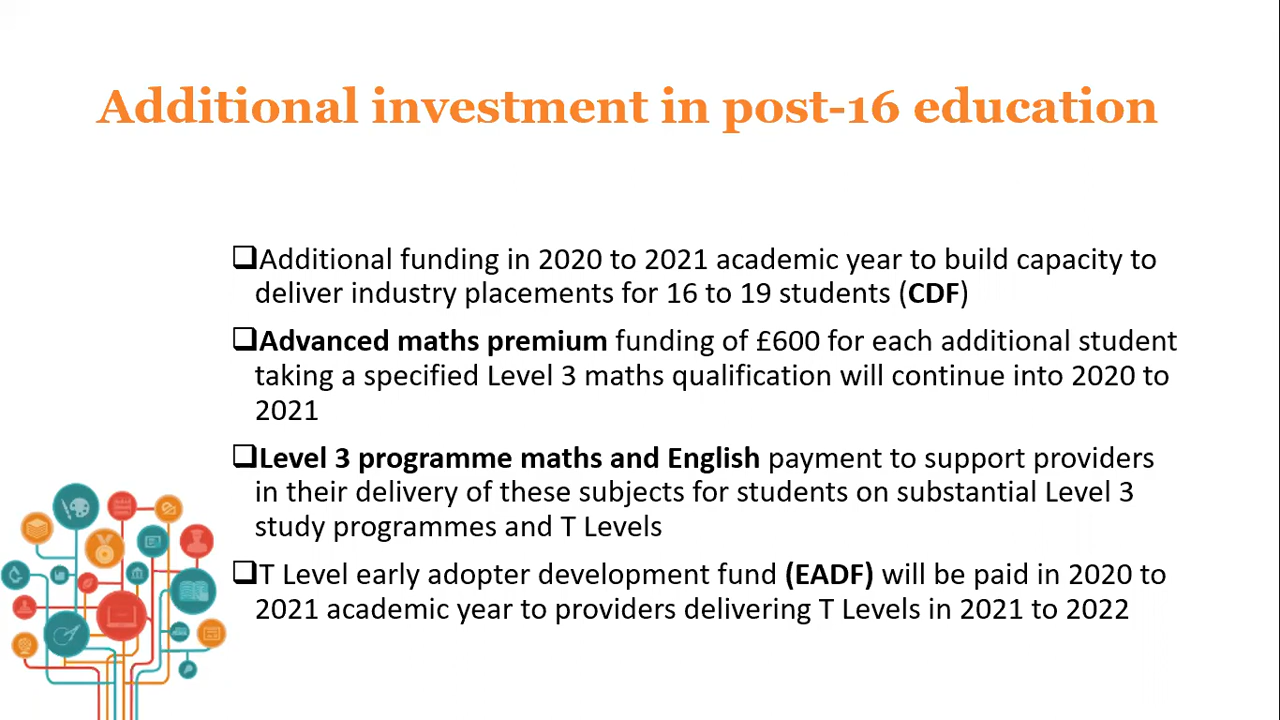 Additional investment in post-16 education
❑Additional funding in 2020 to 2021 academic year to build capacity to
deliver industry placements for 16 to 19 students (CDF)
❑Advanced maths premium funding of £600 for each additional student
taking a specified Level 3 maths qualification will continue into 2020 to
2021
❑Level 3 programme maths and English payment to support providers
in their delivery of these subjects for students on substantial Level 3
study programmes and T Levels
❑T Level early adopter development fund (EADF) will be paid in 2020 to
2021 academic year to providers delivering T Levels in 2021 to 2022